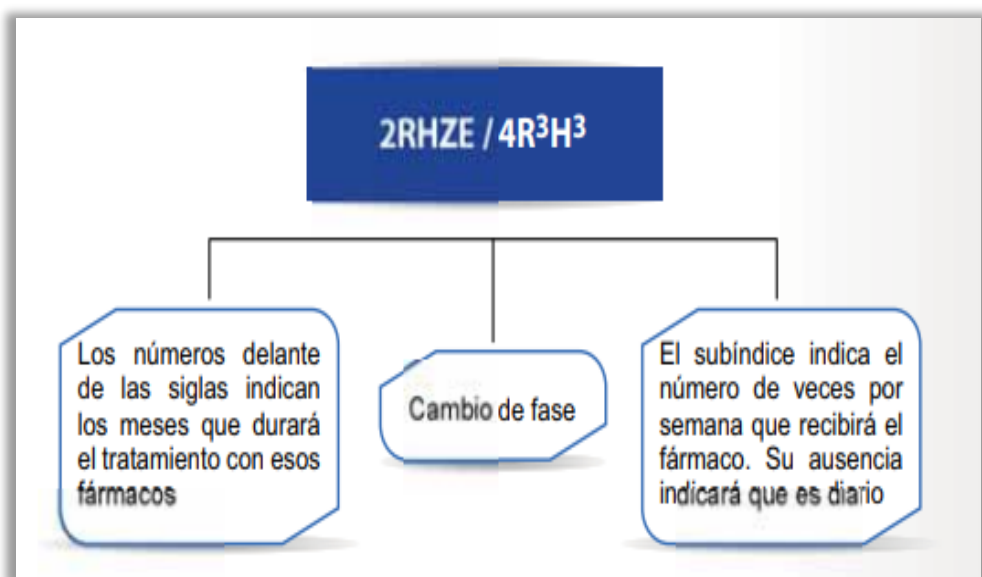 2RHZE / 4R³H³
Los números delante
de las siglas indican
los meses que durará
el tratamiento con esos
fármacos
Cambio de fase
El subíndice indica el
número de veces por
semana que recibirá el
fármaco. Su ausencia
indicará que es diario